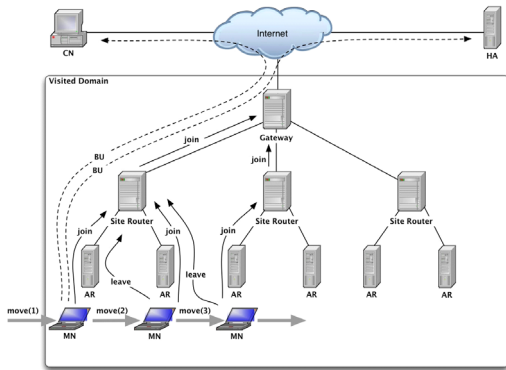 Internet
CN
HA
Visited Domain
BU
BU
join
Gateway
join
Site Router
Site Router
Site Router
join
join
join
leave
leave
AR
AR
AR
AR
AR
AR
move(1)
move(2)
move(3)
MN
MN
MN